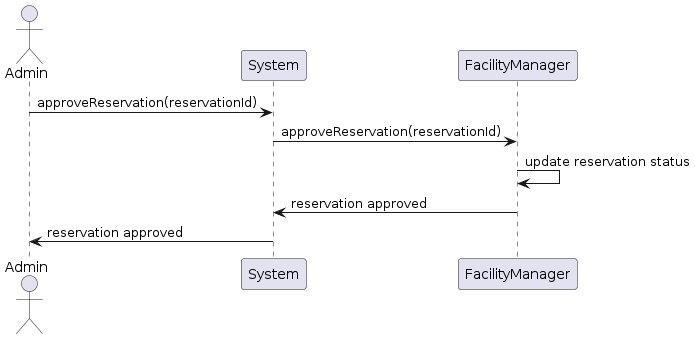 Admin
System
FacilityManager
approveReservation(reservationId)
approveReservation(reservationId)
update reservation status
reservation approved
reservation approved
Admin
System
FacilityManager